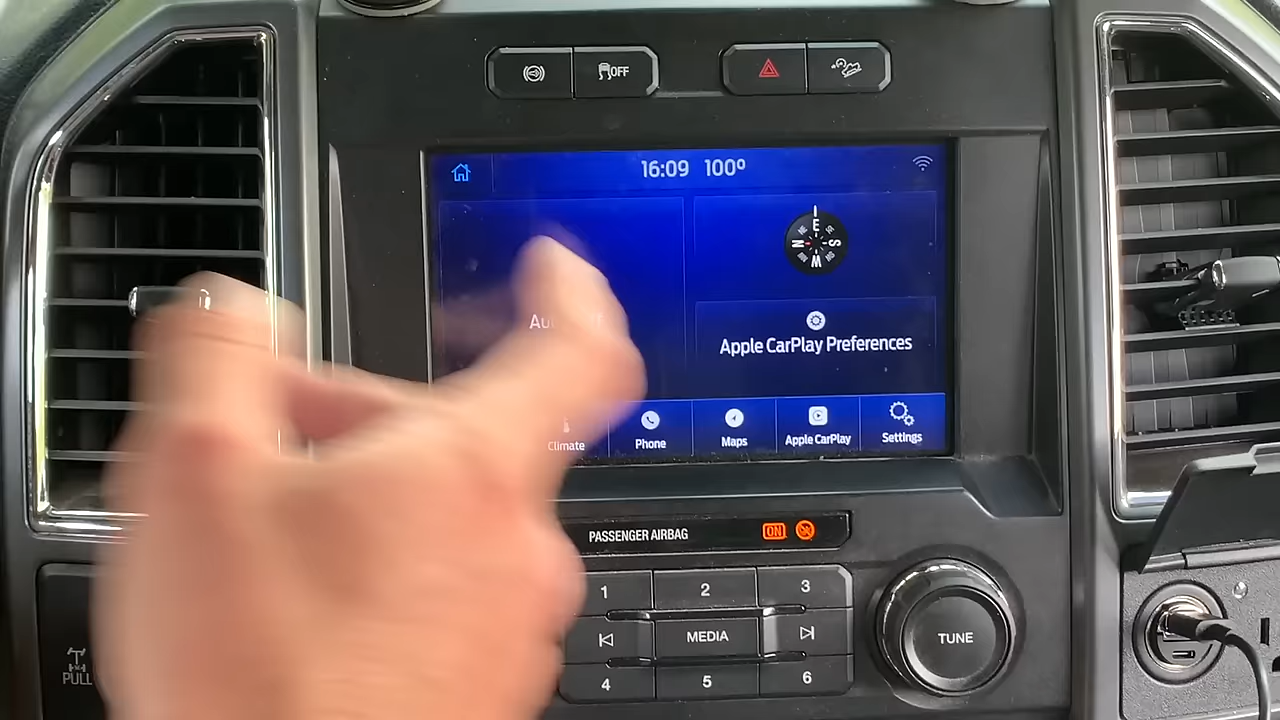 OFF
16:09 100°
E
N S
W
Apple CarPlay Preferences
Climate Phone Maps Apple CarPlay Settings
PASSENGER AIRBAG ON
1 2 3
MEDIA
4 5 6
TUNE
PULL